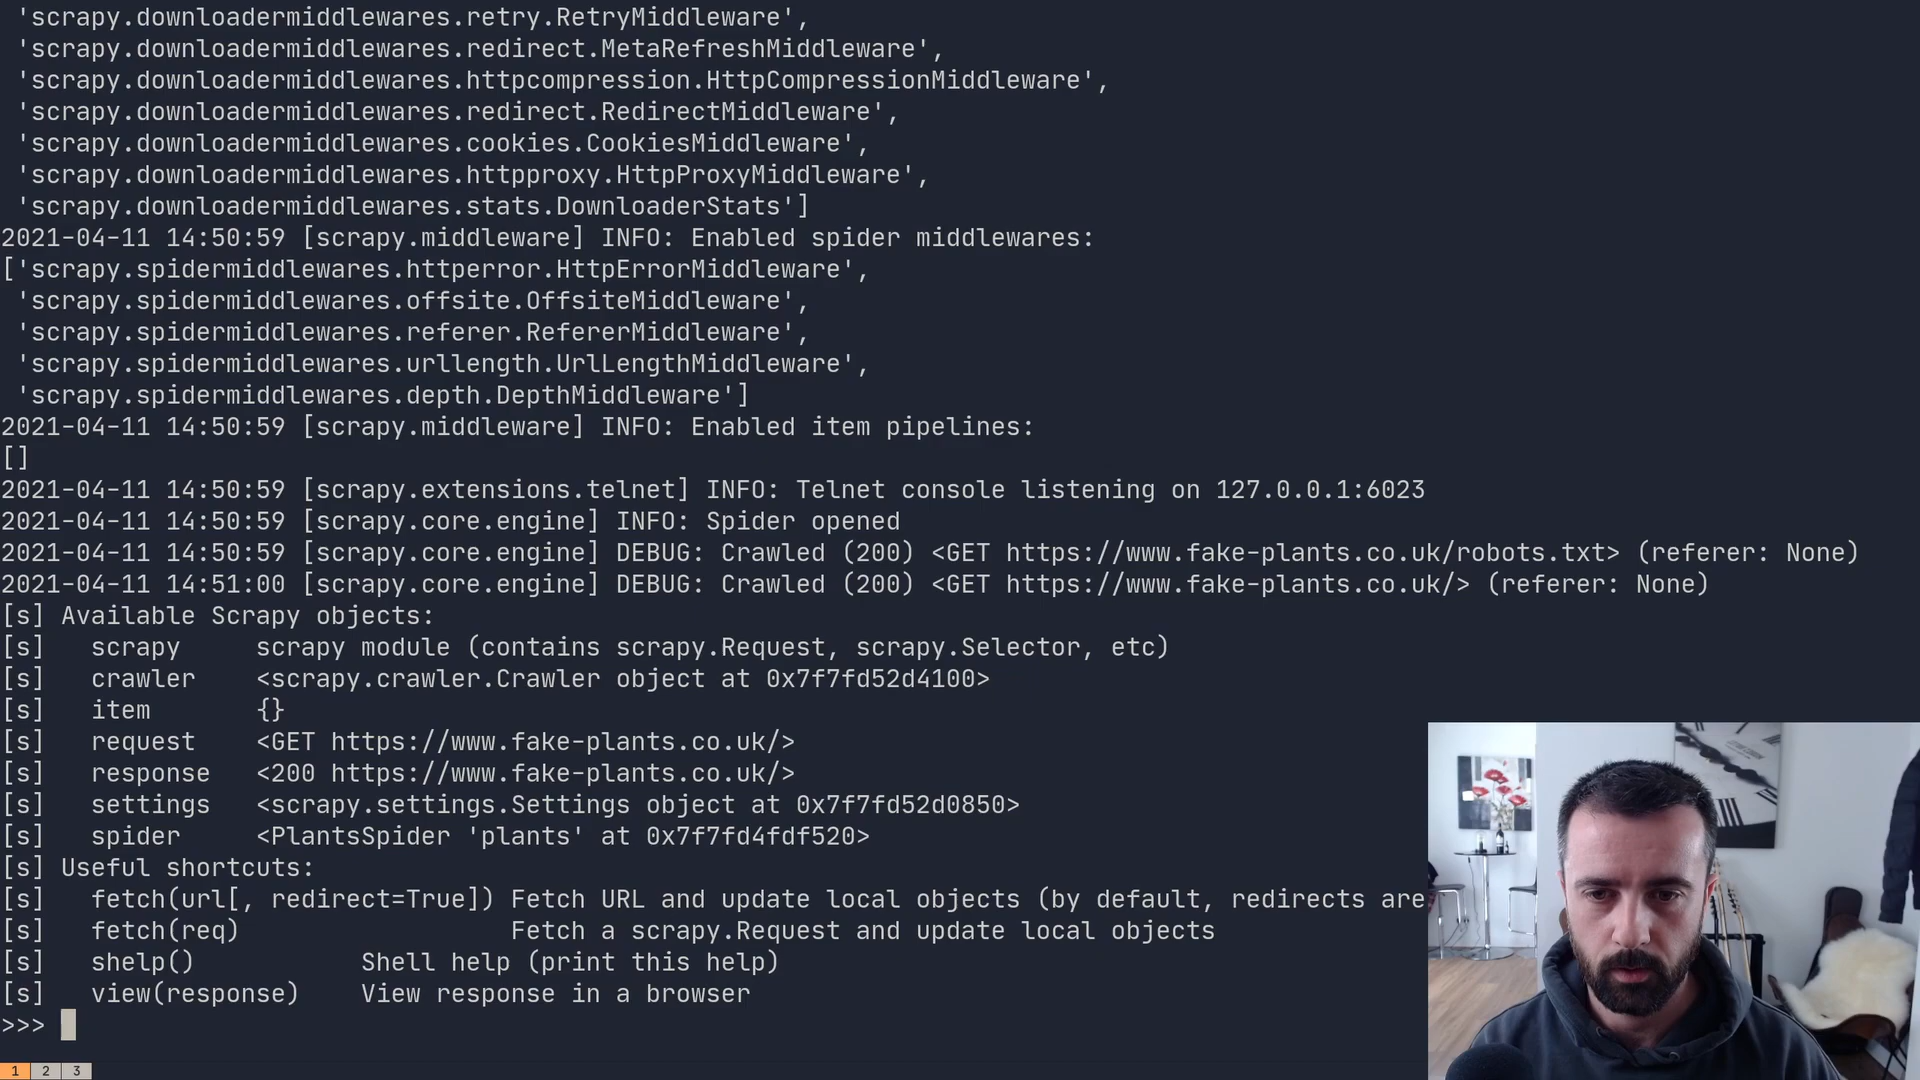 'scrapy.downloadermiddlewares.retry.RetryMiddleware',
'scrapy.downloadermiddlewares.redirect.MetaRefreshMiddleware',
'scrapy.downloadermiddlewares.httpcompression.HttpCompressionMiddleware',
'scrapy.downloadermiddlewares.redirect.RedirectMiddleware',
'scrapy.downloadermiddlewares.cookies.CookiesMiddleware',
'scrapy.downloadermiddlewares.httpproxy.HttpProxyMiddleware',
'scrapy.downloadermiddlewares.stats.DownloaderStats']
2021-04-11 14:50:59 [scrapy.middleware] INFO: Enabled spider middlewares:
['scrapy.spidermiddlewares.httperror.HttpErrorMiddleware',
'scrapy.spidermiddlewares.offsite.OffsiteMiddleware',
'scrapy.spidermiddlewares.referer.RefererMiddleware',
'scrapy.spidermiddlewares.urllength.UrlLengthMiddleware',
'scrapy.spidermiddlewares.depth.DepthMiddleware']
2021-04-11 14:50:59 [scrapy.middleware] INFO: Enabled item pipelines:
[]
2021-04-11 14:50:59 [scrapy.extensions.telnet] INFO: Telnet console listening on 127.0.0.1:6023
2021-04-11 14:50:59 [scrapy.core.engine] INFO: Spider opened
2021-04-11 14:50:59 [scrapy.core.engine] DEBUG: Crawled (200) <GET https://www.fake-plants.co.uk/robots.txt> (referer: None)
2021-04-11 14:51:00 [scrapy.core.engine] DEBUG: Crawled (200) <GET https://www.fake-plants.co.uk/> (referer: None)
[s] Available Scrapy objects:
[s]   scrapy     scrapy module (contains scrapy.Request, scrapy.Selector, etc)
[s]   crawler    <scrapy.crawler.Crawler object at 0x7f7fd52d4100>
[s]   item       {}
[s]   request    <GET https://www.fake-plants.co.uk/>
[s]   response   <200 https://www.fake-plants.co.uk/>
[s]   settings   <scrapy.settings.Settings object at 0x7f7fd52d0850>
[s]   spider     <PlantsSpider 'plants' at 0x7f7fd4fdf520>
[s] Useful shortcuts:
[s]   fetch(url[, redirect=True]) Fetch URL and update local objects (by default, redirects are
[s]   fetch(req)                  Fetch a scrapy.Request and update local objects
[s]   shelp()           Shell help (print this help)
[s]   view(response)    View response in a browser
>>>
1 2 3